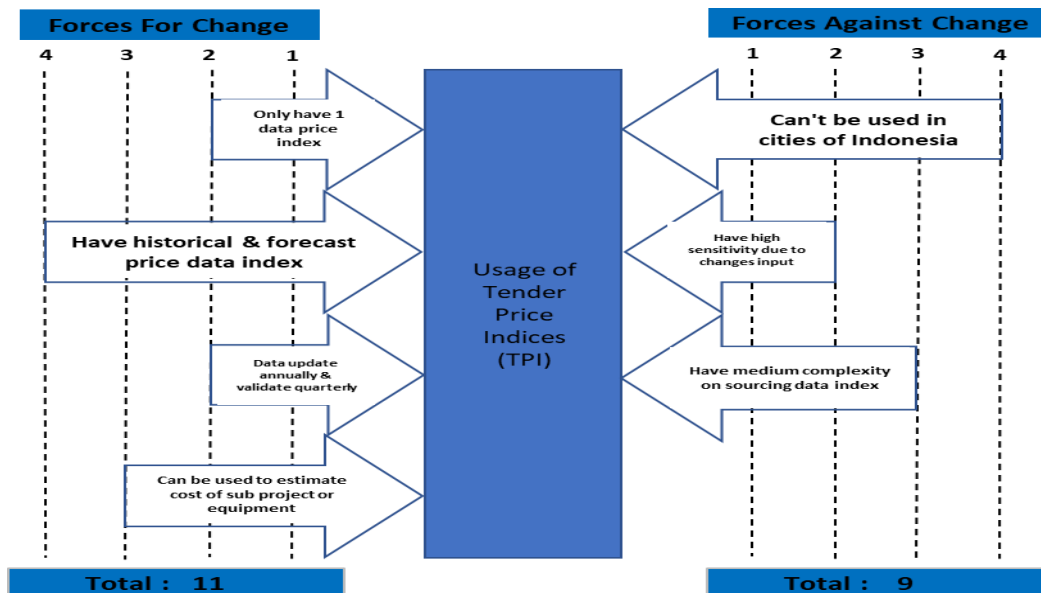 Forces For Change
4 3 2 1
Only have 1
data price
index
Have historical & forecast
price data index
Data update
annually &
validate quarterly
Can be used to estimate
cost of sub project or
equipment
Total : 11
Usage of
Tender
Price
Indices
(TPI)
Forces Against Change
1 2 3 4
Can't be used in
cities of Indonesia
Have high
sensitivity due to
changes input
Have medium complexity
on sourcing data index
Total : 9